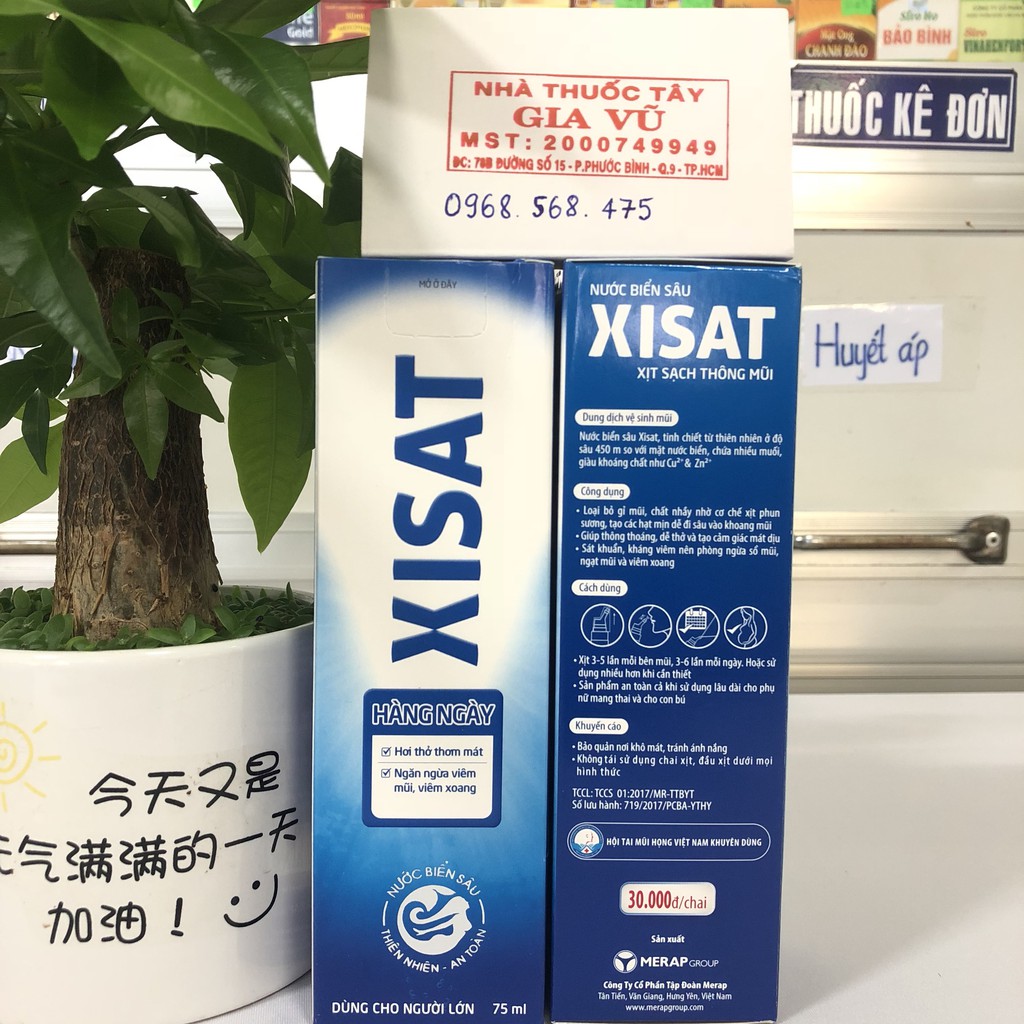 Gold
Mật Ong
CHANH ĐÀO
Siro Ho
BẢO BÌNH
Siro
NHÀ THUỐC TÂY
GIA VŨ
MST: 2000749949
ĐC: 78B ĐƯỜNG SỐ 15 - P.PHƯỚC BÌNH - Q.9 - TP.HCM
0968. 568. 475
THUỐC KÊ ĐƠN
Huyết áp
MỞ Ở ĐÂY
XISAT
HÀNG NGÀY
Hơi thở thơm mát
Ngăn ngừa viêm
mũi, viêm xoang
NƯỚC BIỂN SÂU
THIÊN NHIÊN - AN TOÀN
DÙNG CHO NGƯỜI LỚN 75 ml
NƯỚC BIỂN SÂU
XISAT
XỊT SẠCH THÔNG MŨI
Dung dịch vệ sinh mũi
Nước biển sâu Xisat, tinh chiết từ thiên nhiên ở độ
sâu 450 m so với mặt nước biển, chứa nhiều muối,
giàu khoáng chất như Cu²⁺ & Zn²⁺
Công dụng
• Loại bỏ gỉ mũi, chất nhầy nhờ cơ chế xịt phun
sương, tạo các hạt mịn dễ đi sâu vào khoang mũi
• Giúp thông thoáng, dễ thở và tạo cảm giác mát dịu
• Sát khuẩn, kháng viêm nên phòng ngừa sổ mũi,
ngạt mũi và viêm xoang
Cách dùng
• Xịt 3-5 lần mỗi bên mũi, 3-6 lần mỗi ngày. Hoặc sử
dụng nhiều hơn khi cần thiết
• Sản phẩm an toàn cả khi sử dụng lâu dài cho phụ
nữ mang thai và cho con bú
Khuyến cáo
• Bảo quản nơi khô mát, tránh ánh nắng
• Không tái sử dụng chai xịt, đầu xịt dưới mọi
hình thức
TCCL: TCCS 01:2017/MR-TTBYT
Số lưu hành: 719/2017/PCBA-YTHY
HỘI TAI MŨI HỌNG VIỆT NAM KHUYÊN DÙNG
30.000đ/chai
Sản xuất
MERAP GROUP
Công Ty Cổ Phần Tập Đoàn Merap
Tân Tiến, Văn Giang, Hưng Yên, Việt Nam
www.merapgroup.com
今天又是
元气满满的一天
加油！